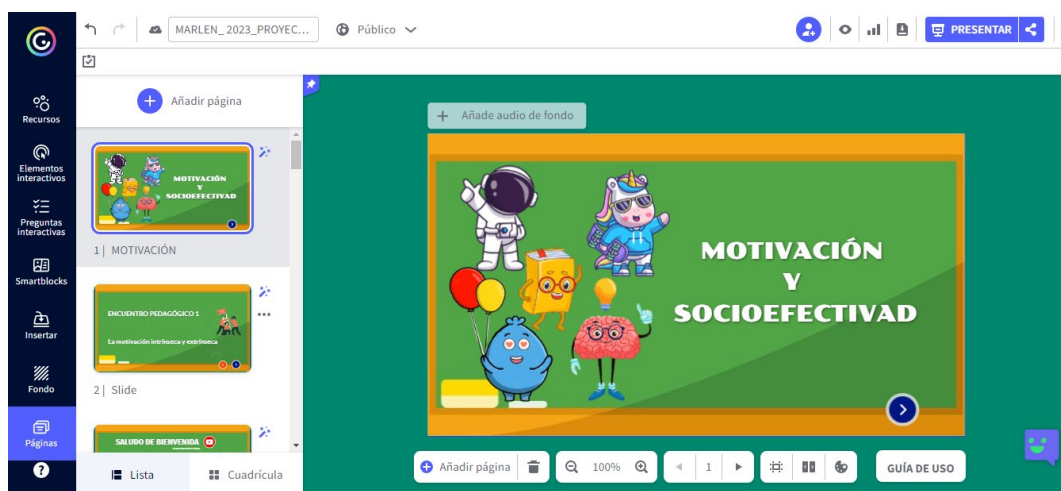 MARLEN_ 2023_PROYEC...
Público
PRESENTAR
Recursos
Elementos
interactivos
Preguntas
interactivas
Smartblocks
Insertar
Fondo
Páginas
?
Añadir página
MOTIVACIÓN
Y
SOCIOEFECTIVAD
1| MOTIVACIÓN
ENCUENTRO PEDAGÓGICO 1
La motivación intrínseca y extrínseca
2| Slide
SALUDO DE BIENVENIDA
Lista
Cuadrícula
+ Añade audio de fondo
MOTIVACIÓN
Y
SOCIOEFECTIVAD
Añadir página
100%
1
GUÍA DE USO